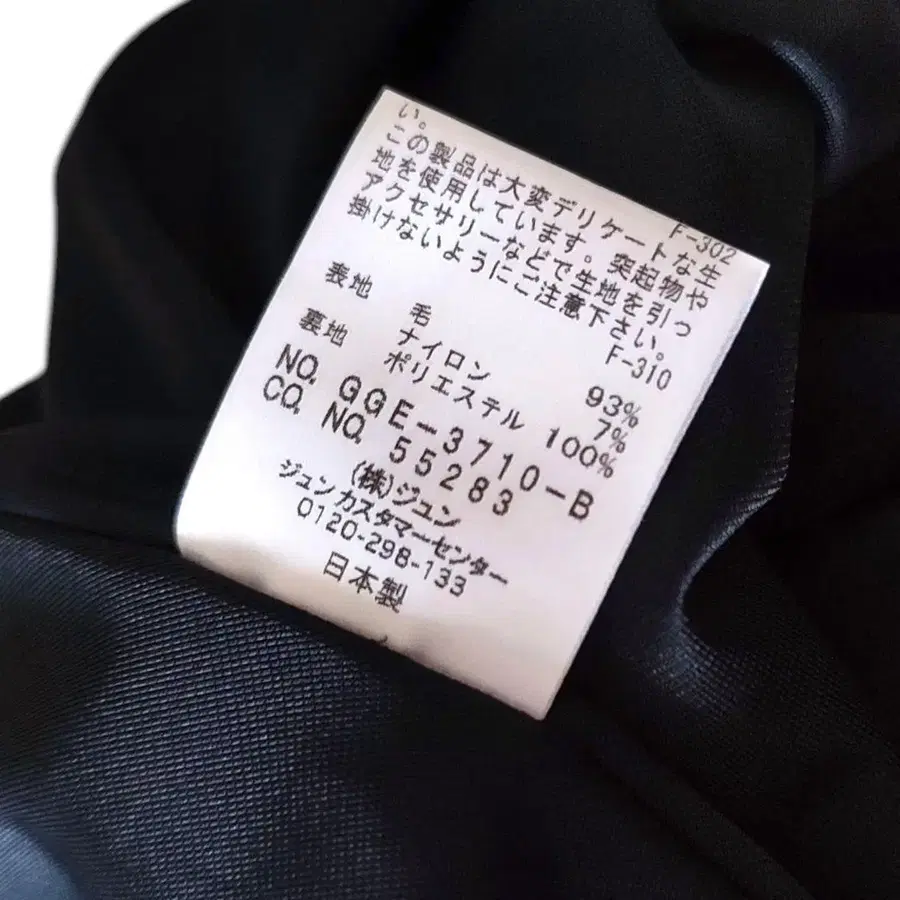 い。
F-302
この製品は大変デリケートな生
地を使用しています。突起物や
アクセサリーなどで生地を引っ
掛けないようにご注意下さい。
F-310
表地 毛 93%
ナイロン 7%
裏地 ポリエステル 100%
NO. GGE-3710-B
CO. NO. 55283
(株)ジュン
ジュンカスタマーセンター
0120-298-133
日本製